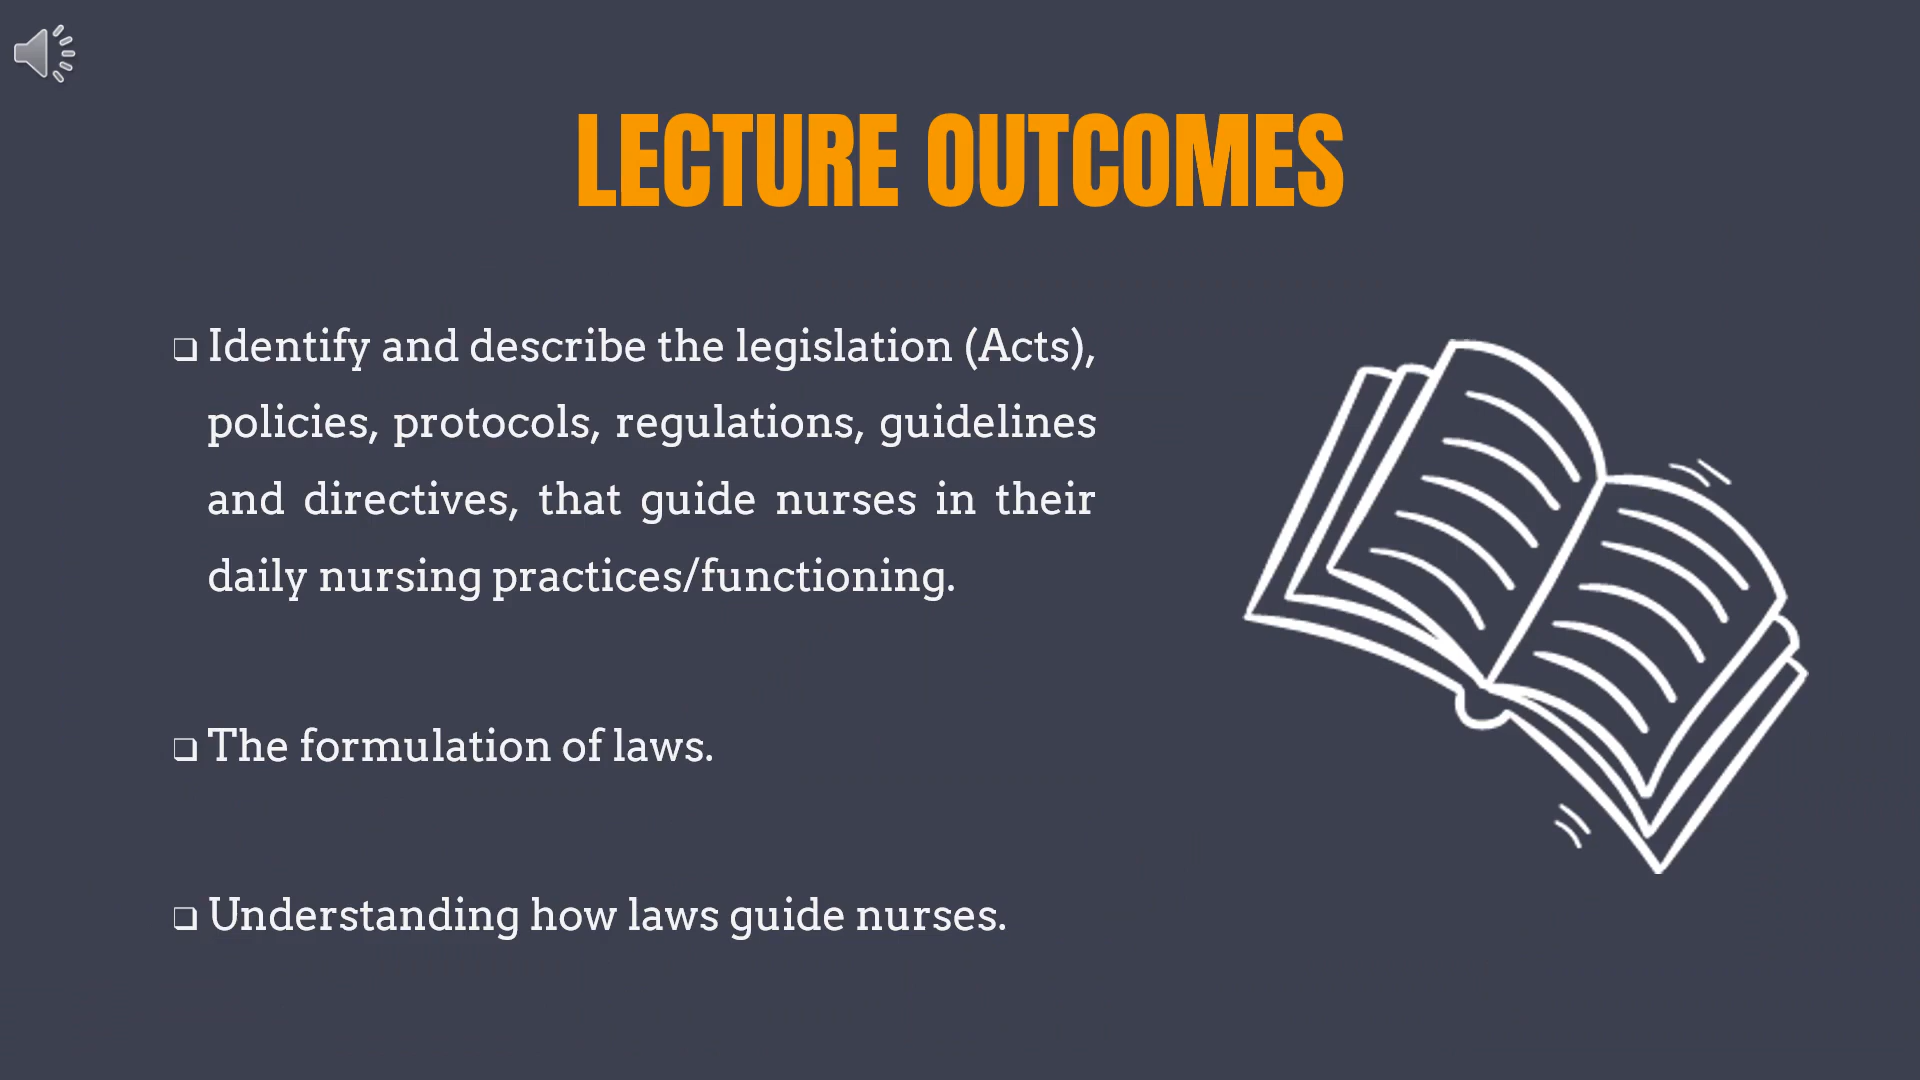 LECTURE OUTCOMES
❑ Identify and describe the legislation (Acts),
policies, protocols, regulations, guidelines
and directives, that guide nurses in their
daily nursing practices/functioning.
❑ The formulation of laws.
❑ Understanding how laws guide nurses.